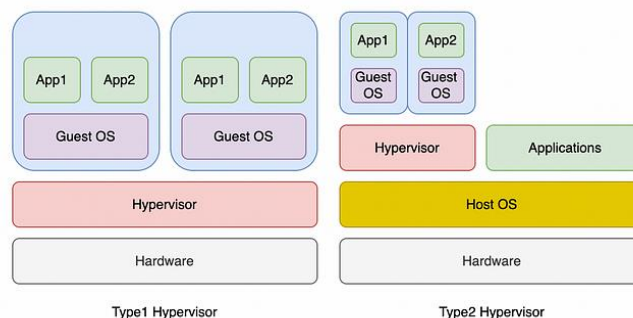 App1 App2
Guest OS
App1 App2
Guest OS
Hypervisor
Hardware
Type1 Hypervisor
App1
Guest
OS
App2
Guest
OS
Hypervisor
Applications
Host OS
Hardware
Type2 Hypervisor